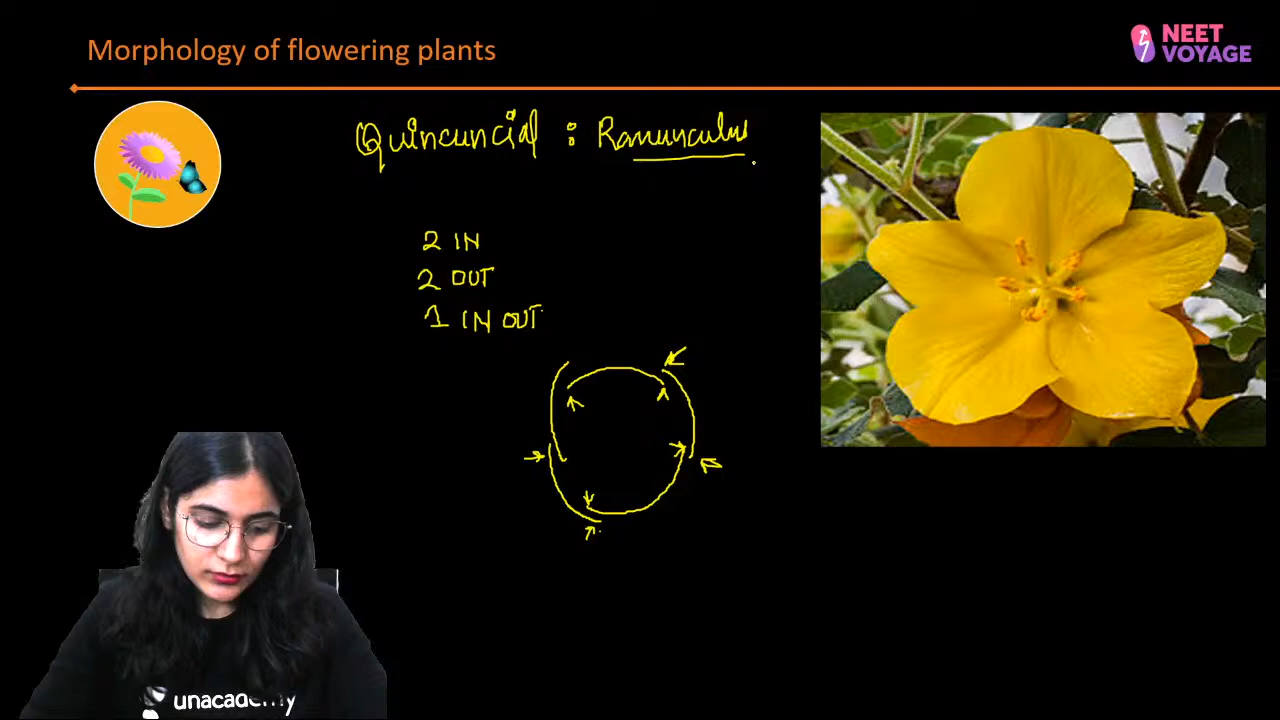 Morphology of flowering plants
NEET
VOYAGE
Quincuncial : Ranunculus
2 IN
2 OUT
1 IN OUT
unacademy